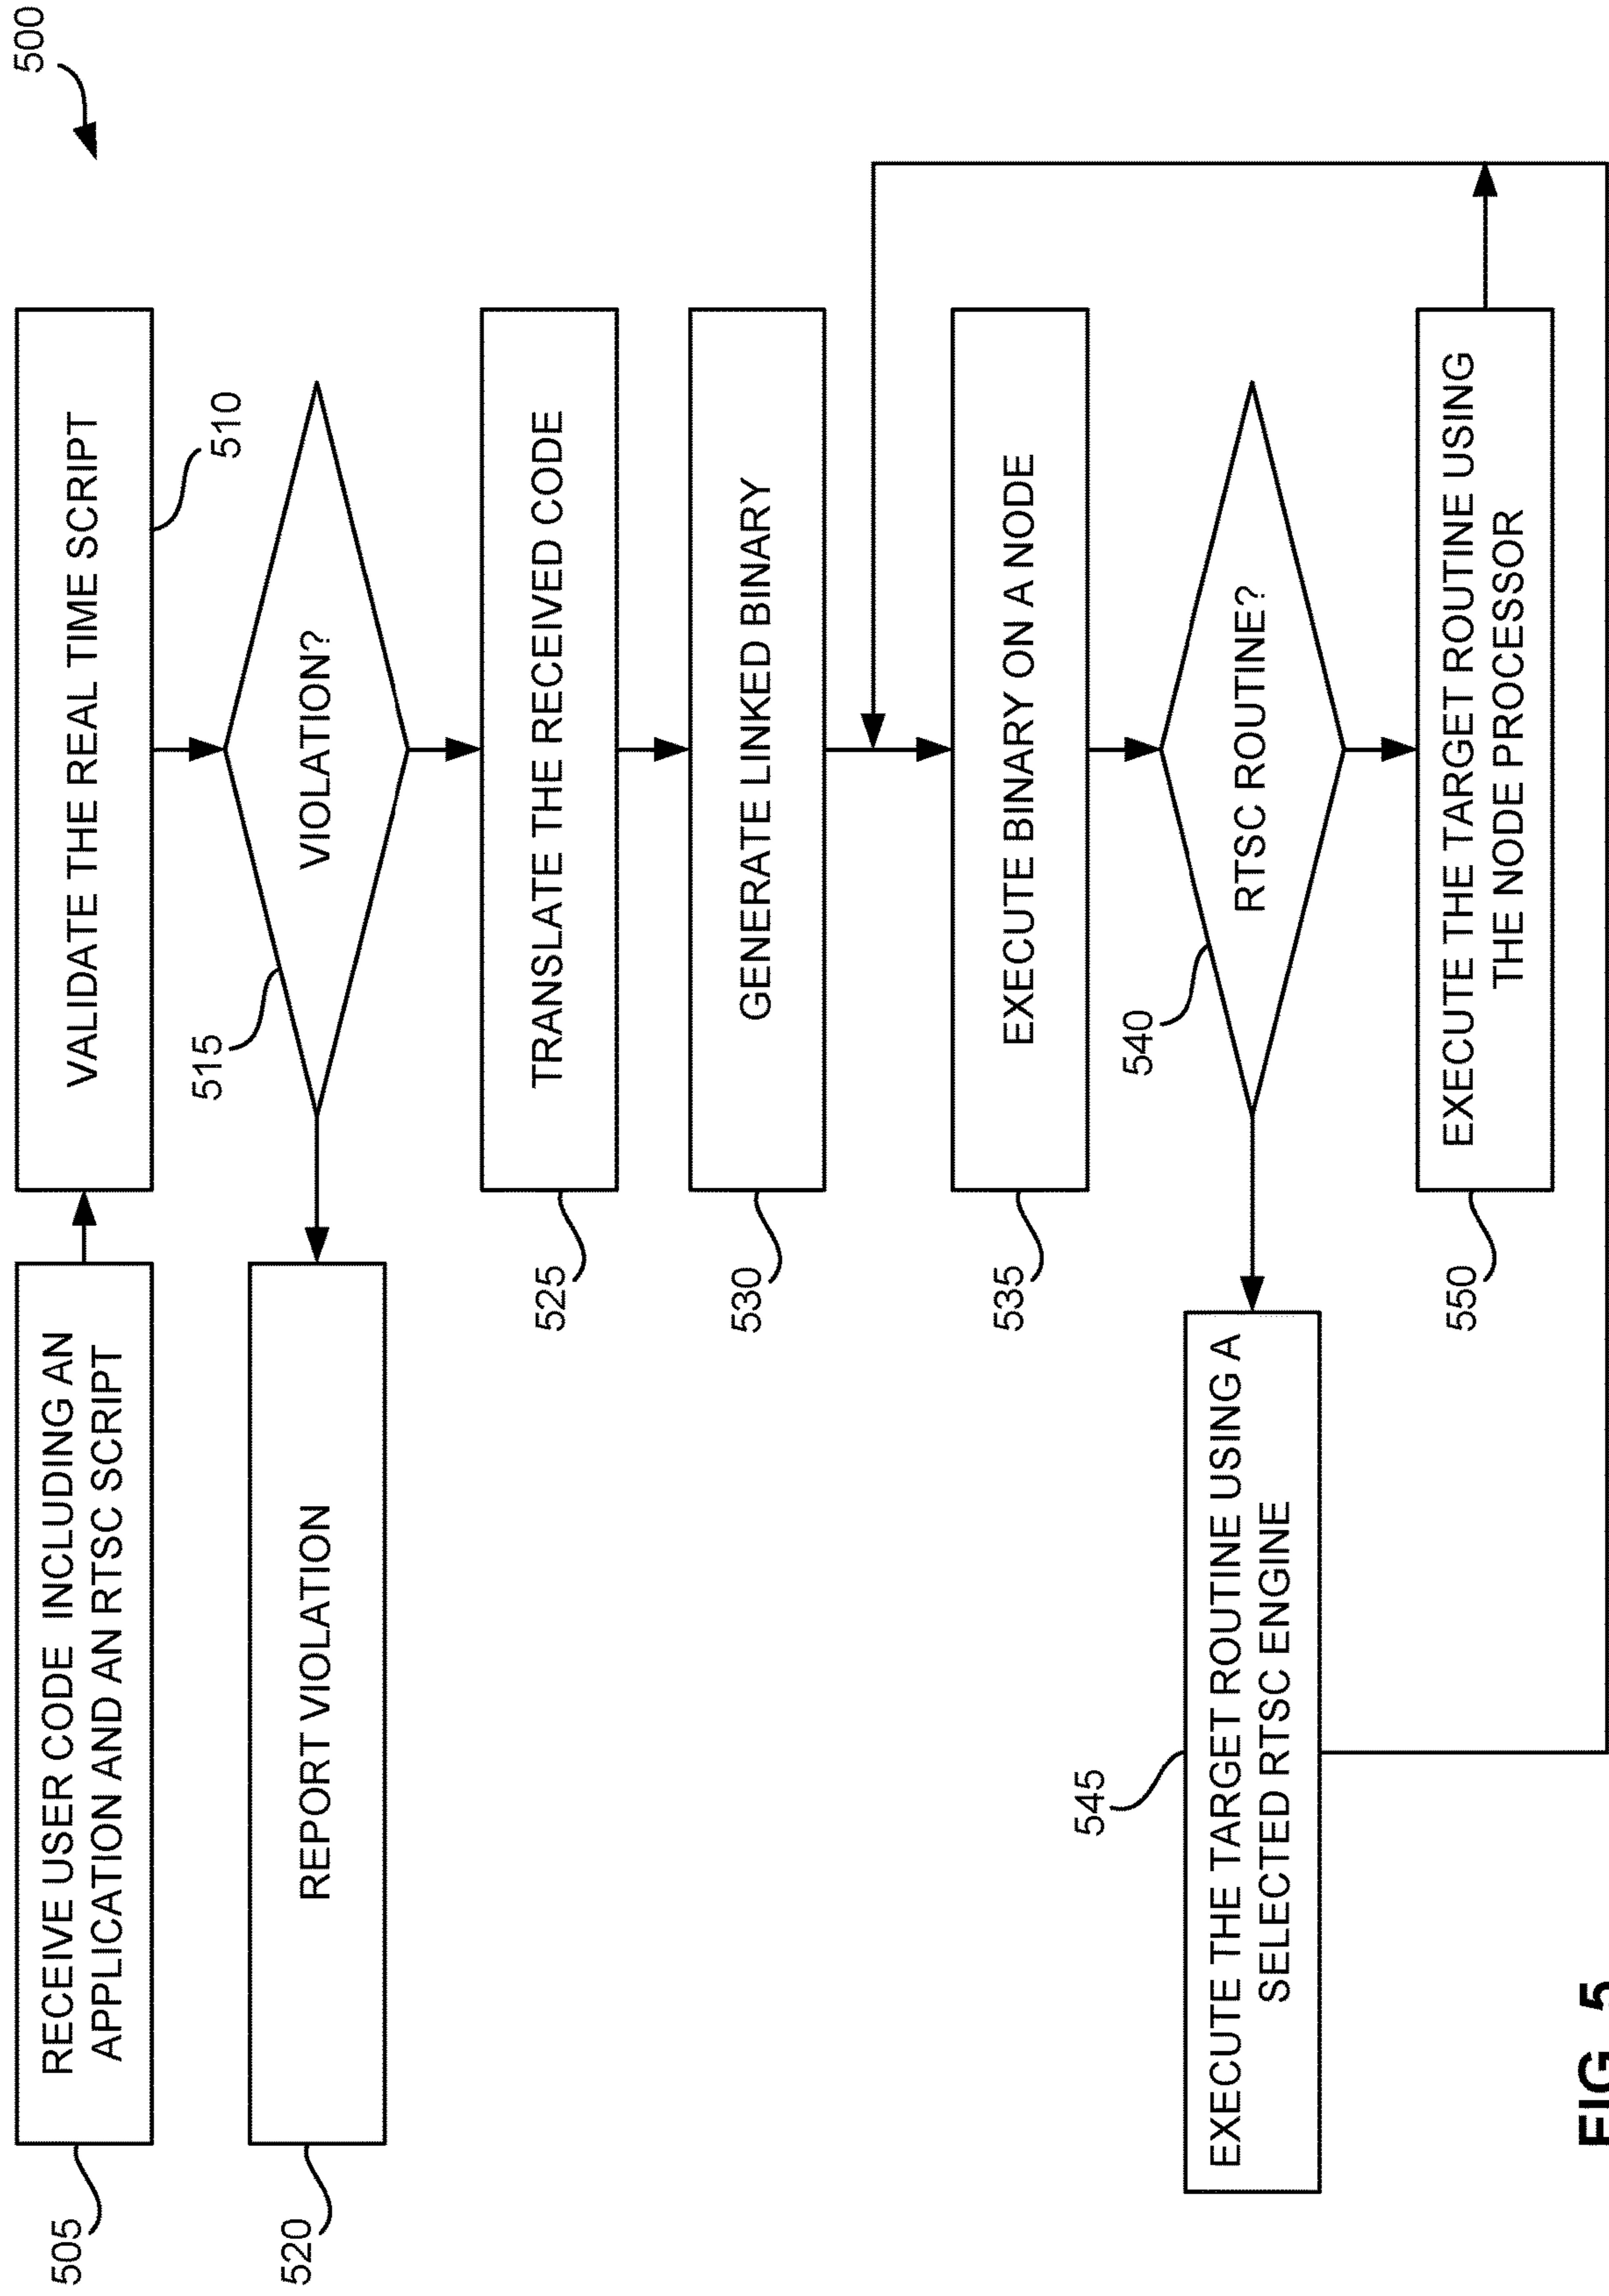 500
RECEIVE USER CODE INCLUDING AN
APPLICATION AND AN RTSC SCRIPT
505
VALIDATE THE REAL TIME SCRIPT
510
VIOLATION?
515
REPORT VIOLATION
520
TRANSLATE THE RECEIVED CODE
525
GENERATE LINKED BINARY
530
EXECUTE BINARY ON A NODE
535
RTSC ROUTINE?
540
EXECUTE THE TARGET ROUTINE USING A
SELECTED RTSC ENGINE
545
EXECUTE THE TARGET ROUTINE USING
THE NODE PROCESSOR
550
FIG. 5